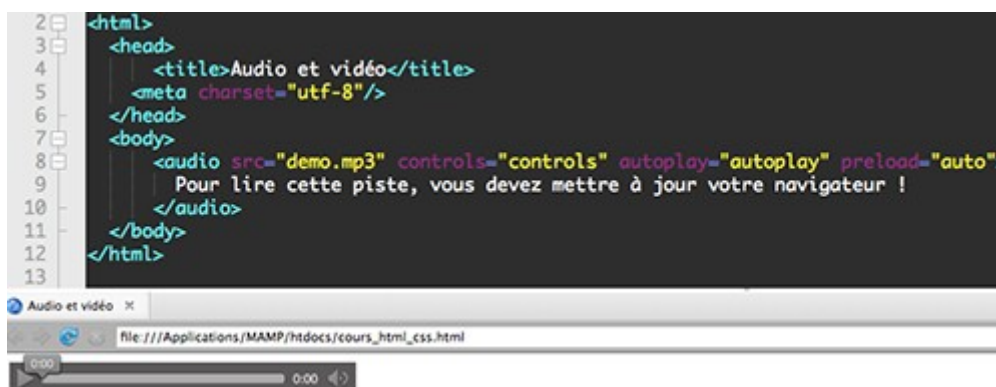 2 <html>
3 <head>
4 <title>Audio et vidéo</title>
5 <meta charset="utf-8"/>
6 </head>
7 <body>
8 <audio src="demo.mp3" controls="controls" autoplay="autoplay" preload="auto"
9 Pour lire cette piste, vous devez mettre à jour votre navigateur !
10 </audio>
11 </body>
12 </html>
13
Audio et vidéo ×
file:///Applications/MAMP/htdocs/cours_html_css.html
0:00
0:00